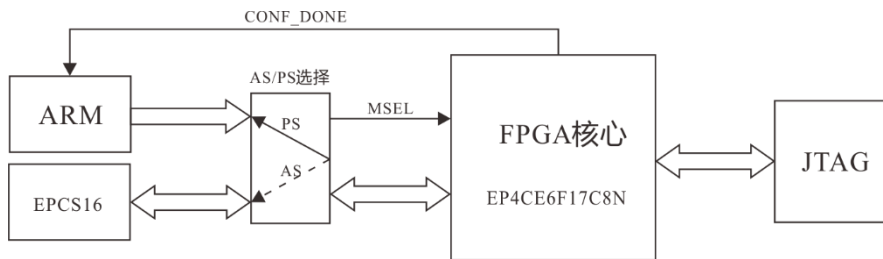 CONF_DONE
AS/PS选择
ARM
PS
MSEL
FPGA核心
JTAG
AS
EPCS16
EP4CE6F17C8N